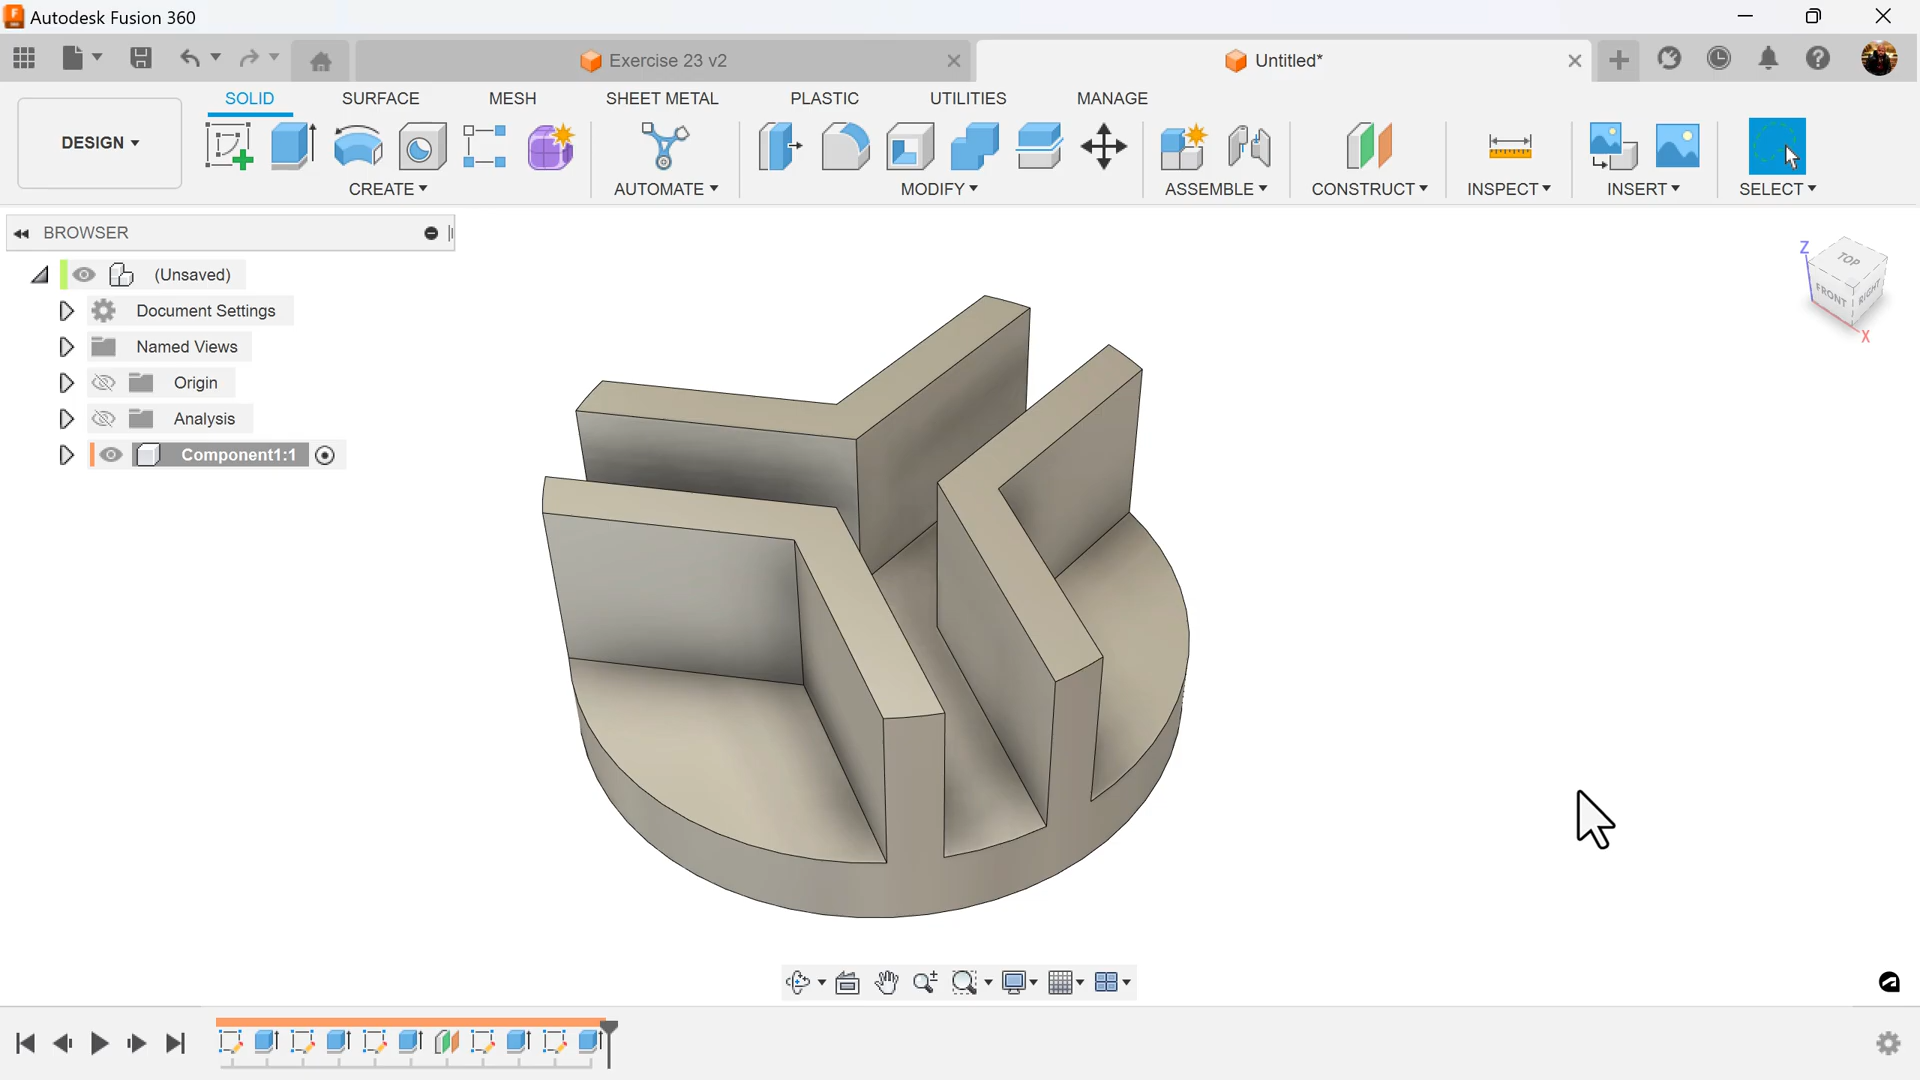 Autodesk Fusion 360
Exercise 23 v2
Untitled*
DESIGN
SOLID
SURFACE
MESH
SHEET METAL
PLASTIC
UTILITIES
MANAGE
CREATE
AUTOMATE
MODIFY
ASSEMBLE
CONSTRUCT
INSPECT
INSERT
SELECT
BROWSER
(Unsaved)
Document Settings
Named Views
Origin
Analysis
Component1:1
Z
TOP
FRONT
RIGHT
X